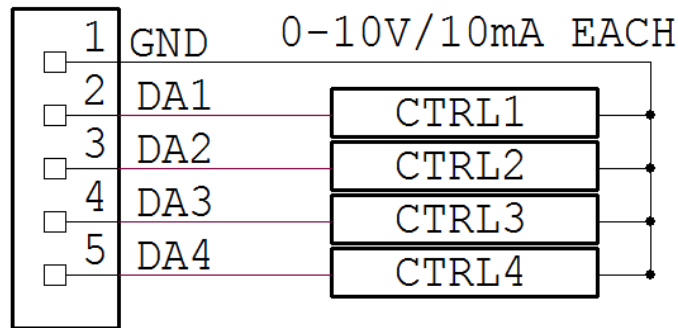 1 GND 0-10V/10mA EACH
2 DA1 CTRL1
3 DA2 CTRL2
4 DA3 CTRL3
5 DA4 CTRL4